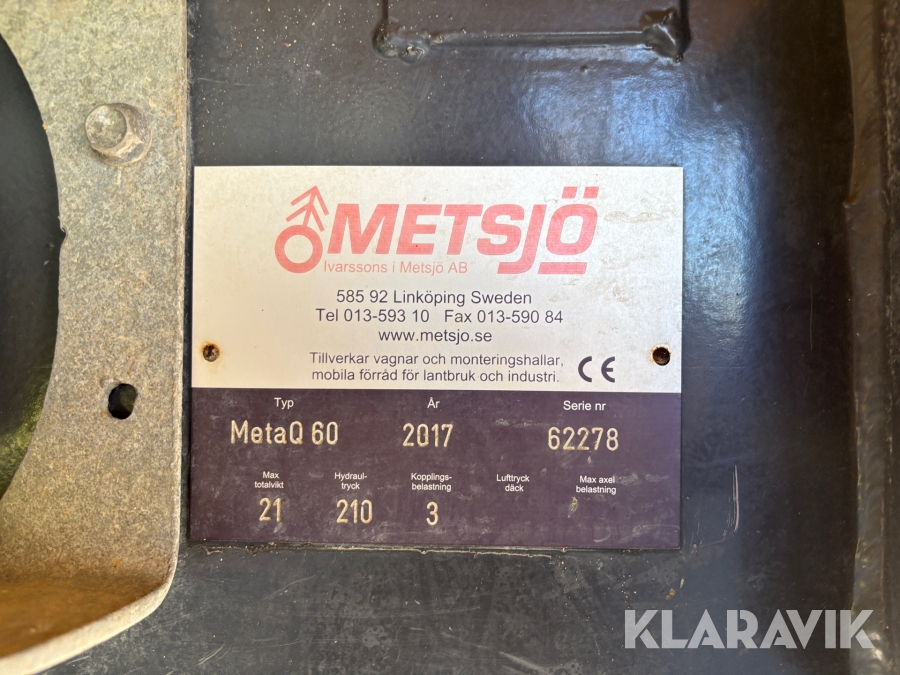 METSJÖ
Ivarssons i Metsjö AB
585 92 Linköping Sweden
Tel 013-593 10 Fax 013-590 84
www.metsjo.se
Tillverkar vagnar och monteringshallar,
mobila förråd för lantbruk och industri. CE
Typ År Serie nr
MetaQ 60 2017 62278
Max totalvikt Hydraul-tryck Kopplings-belastning Lufttryck däck Max axel belastning
21 210 3
KLARAVIK